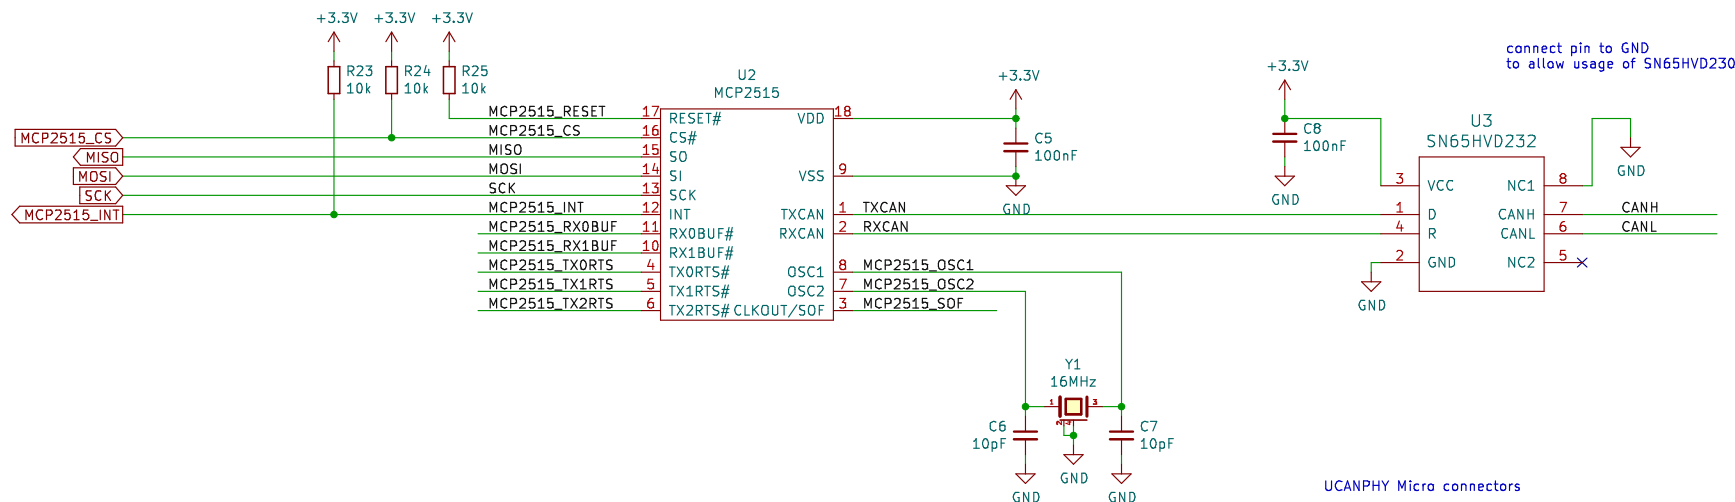 +3.3V
+3.3V
+3.3V
R23
10k
R24
10k
R25
10k
MCP2515_CS
MISO
MOSI
SCK
MCP2515_INT
U2
MCP2515
MCP2515_RESET
MCP2515_CS
MISO
MOSI
SCK
MCP2515_INT
MCP2515_RX0BUF
MCP2515_RX1BUF
MCP2515_TX0RTS
MCP2515_TX1RTS
MCP2515_TX2RTS
17 RESET#
16 CS#
15 SO
14 SI
13 SCK
12 INT
11 RX0BUF#
10 RX1BUF#
4 TX0RTS#
5 TX1RTS#
6 TX2RTS#
VDD 18
VSS 9
TXCAN 1
RXCAN 2
OSC1 8
OSC2 7
CLKOUT/SOF 3
+3.3V
C5
100nF
GND
TXCAN
RXCAN
MCP2515_OSC1
MCP2515_OSC2
MCP2515_SOF
Y1
16MHz
1
3
2
4
C6
10pF
C7
10pF
GND
GND
GND
+3.3V
C8
100nF
GND
connect pin to GND
to allow usage of SN65HVD230
U3
SN65HVD232
3 VCC
1 D
4 R
2 GND
NC1 8
CANH 7
CANL 6
NC2 5
GND
GND
CANH
CANL
UCANPHY Micro connectors